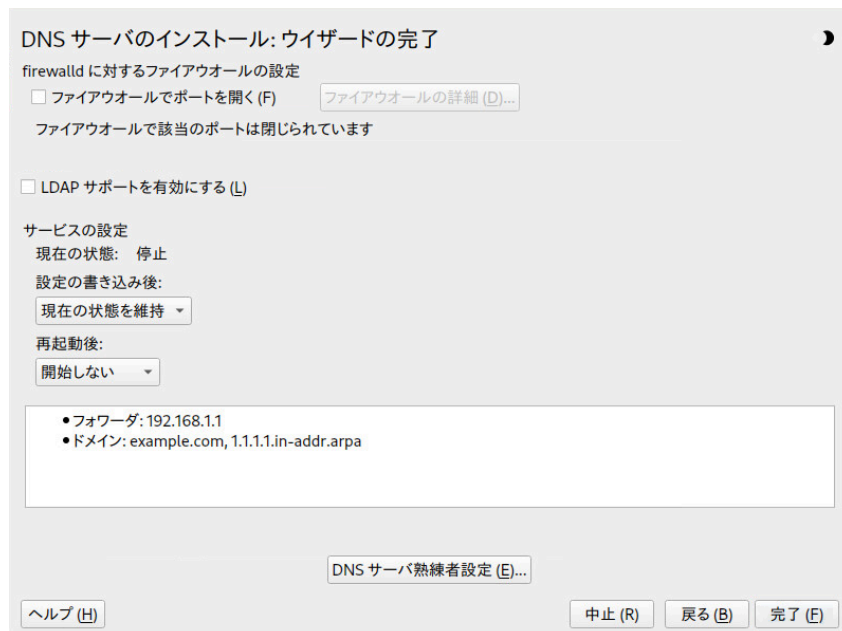 DNS サーバのインストール: ウイザードの完了
firewalld に対するファイアウオールの設定
ファイアウオールでポートを開く(F)
ファイアウオールの詳細 (D)...
ファイアウオールで該当のポートは閉じられています
LDAP サポートを有効にする (L)
サービスの設定
現在の状態: 停止
設定の書き込み後:
現在の状態を維持
再起動後:
開始しない
●フォワーダ: 192.168.1.1
●ドメイン: example.com, 1.1.1.1.in-addr.arpa
DNS サーバ熟練者設定 (E)...
ヘルプ (H) 中止 (R) 戻る (B) 完了 (F)